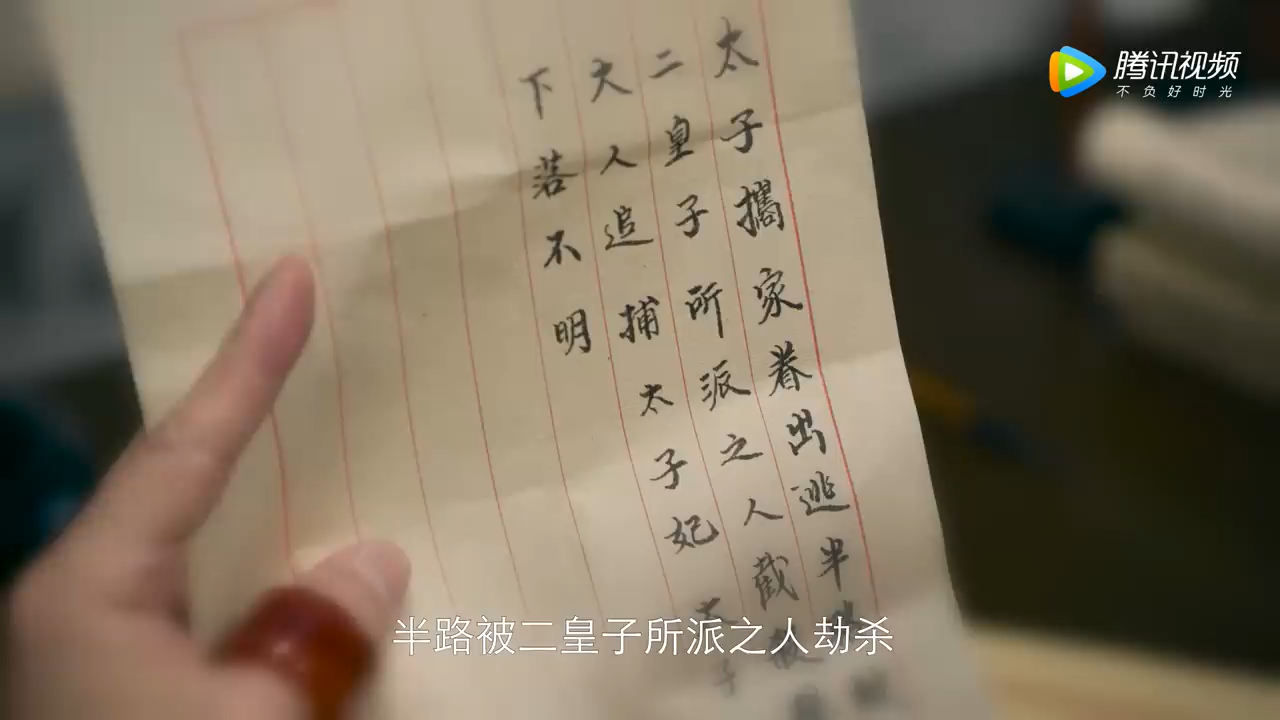 腾讯视频
不负好时光
太子攜家眷出逃半
二皇子所派之人截
大人追捕太子妃
下落不明
半路被二皇子所派之人劫杀